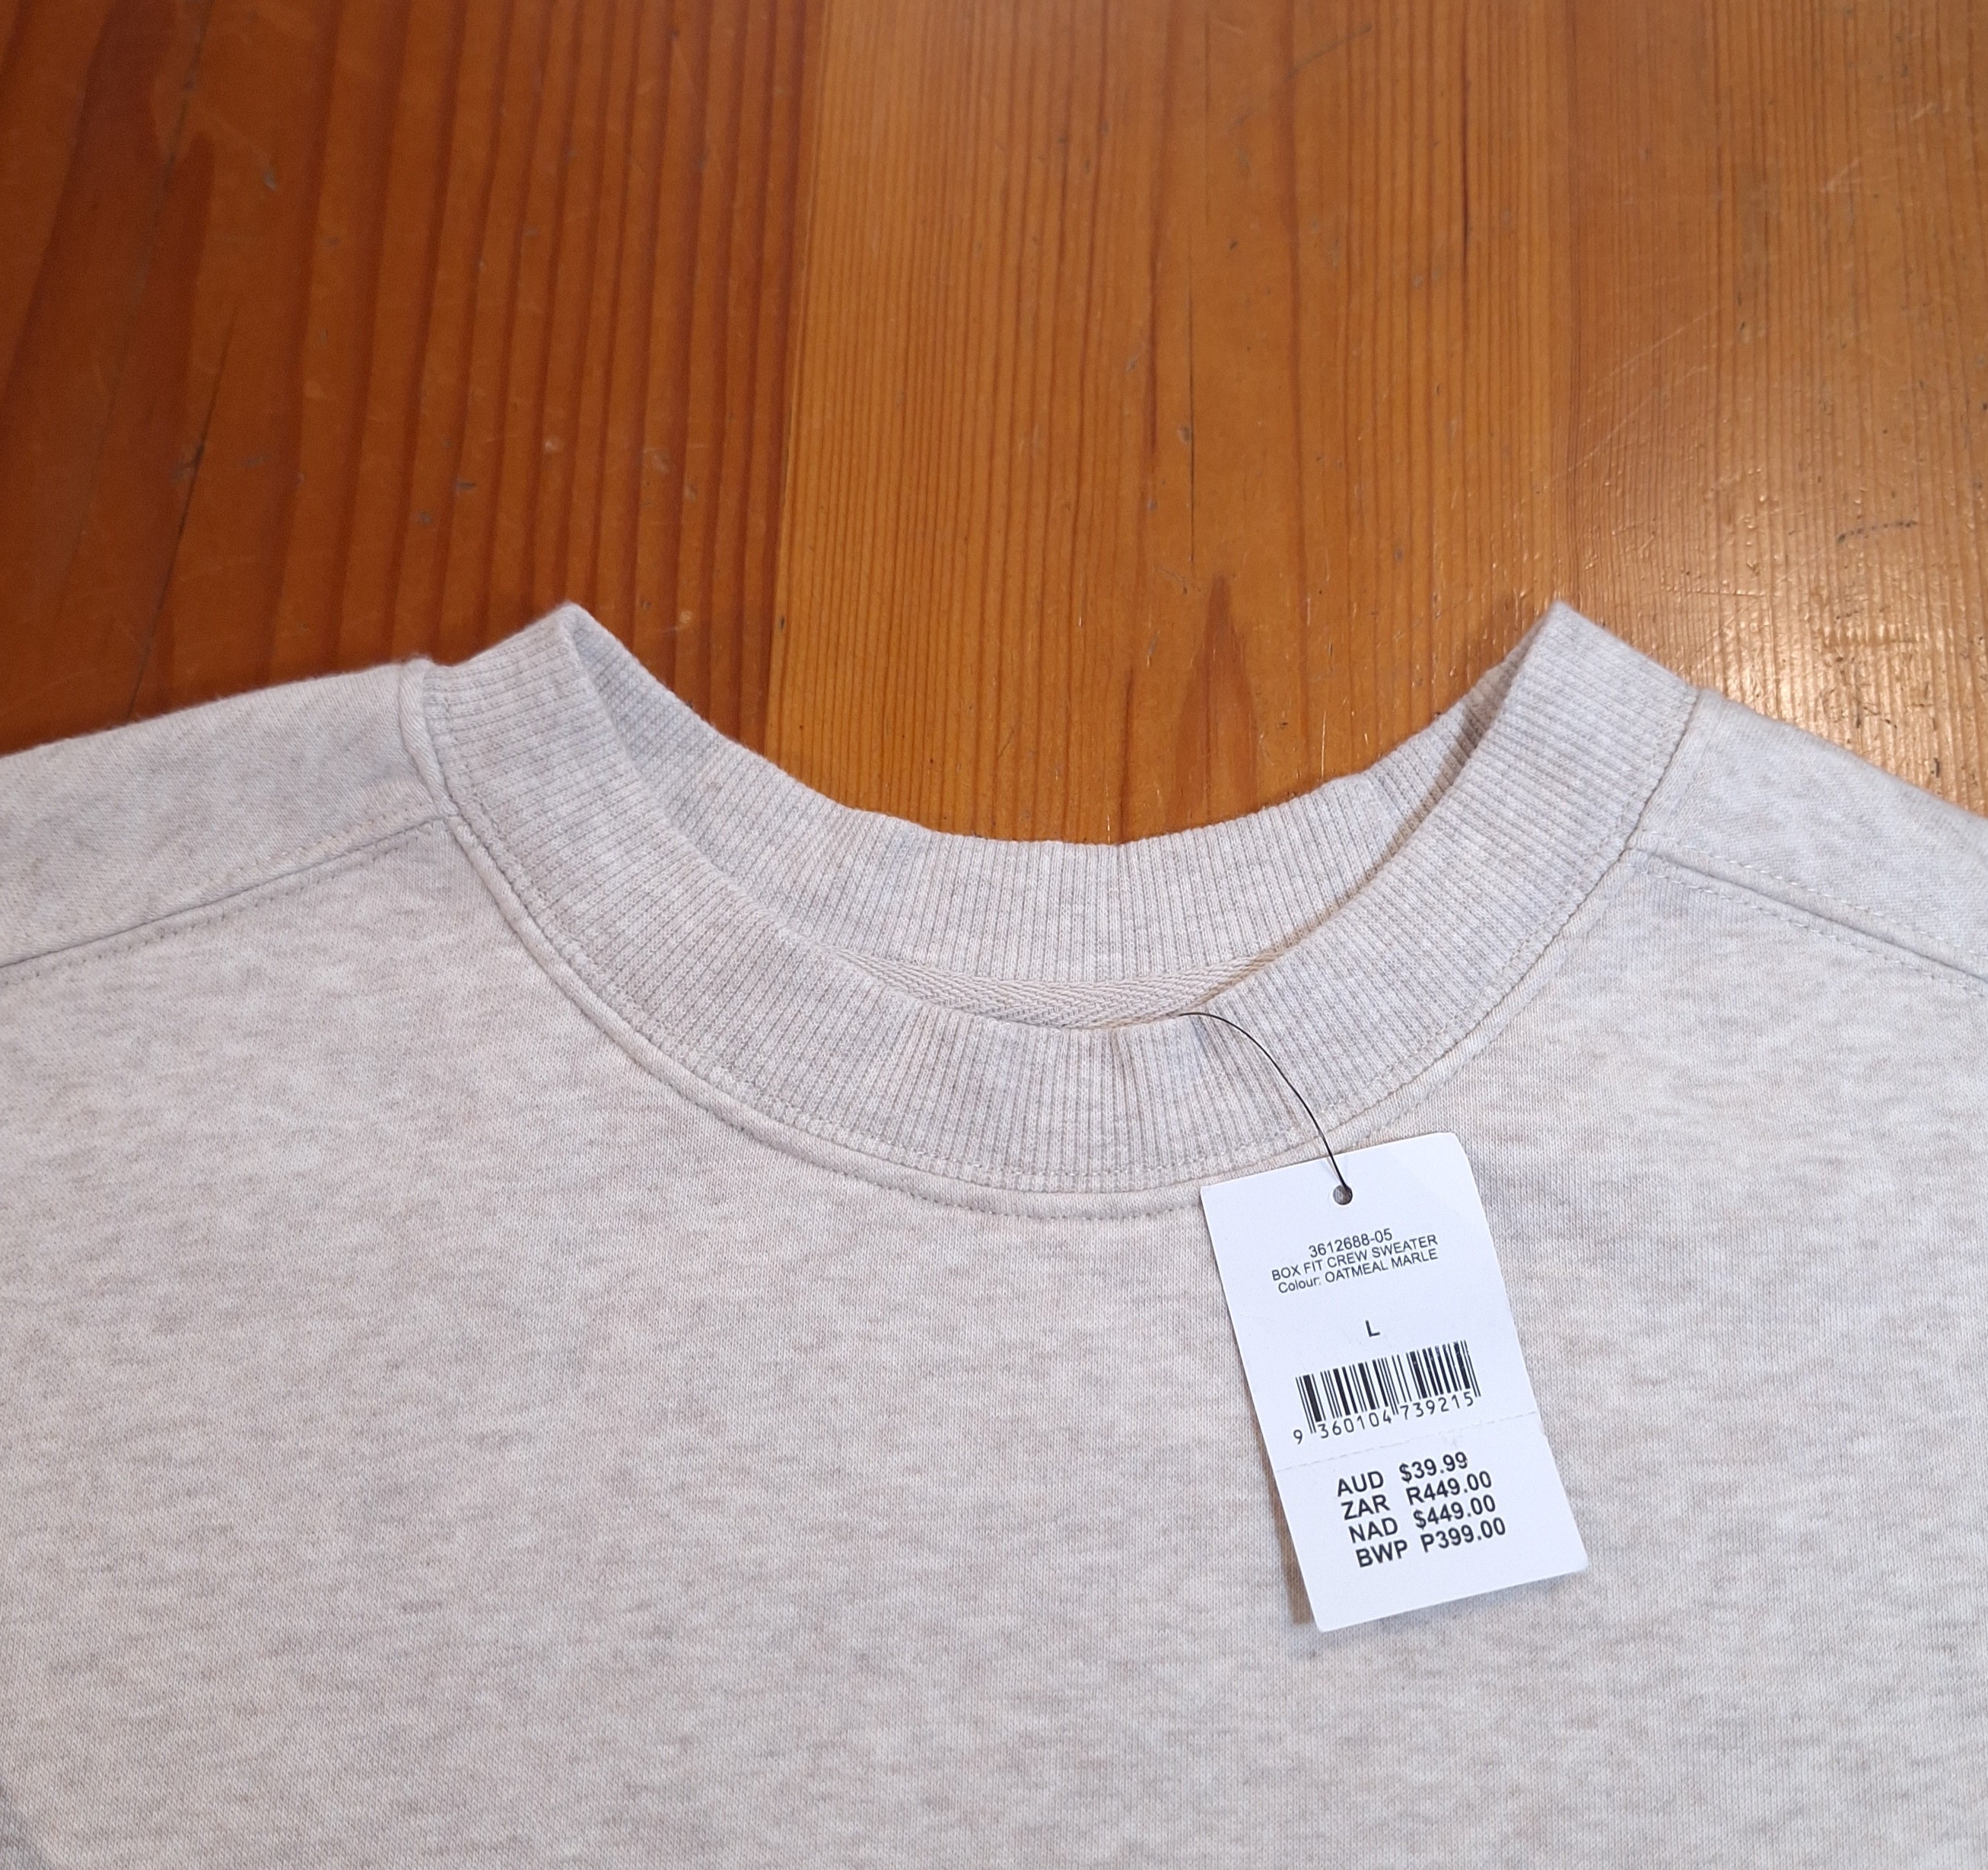 3612688-05
BOX FIT CREW SWEATER
Colour: OATMEAL MARLE
L
9 360104 739215
AUD $39.99
ZAR R449.00
NAD $449.00
BWP P399.00